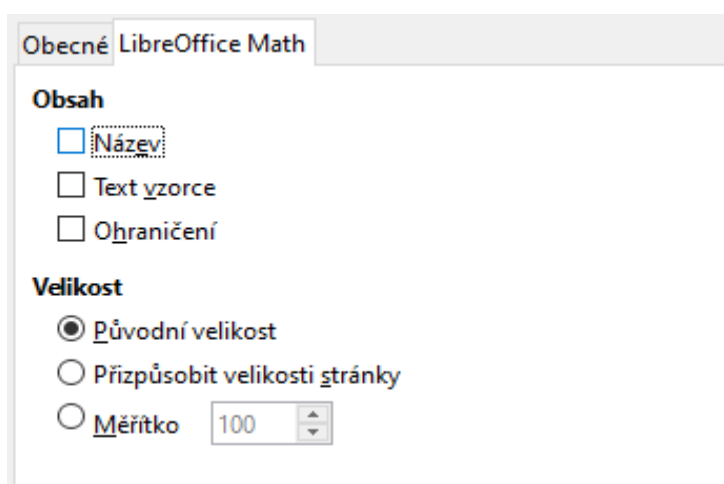 Obecné LibreOffice Math
Obsah
Název
Text vzorce
Ohraničení
Velikost
Původní velikost
Přizpůsobit velikosti stránky
Měřítko 100